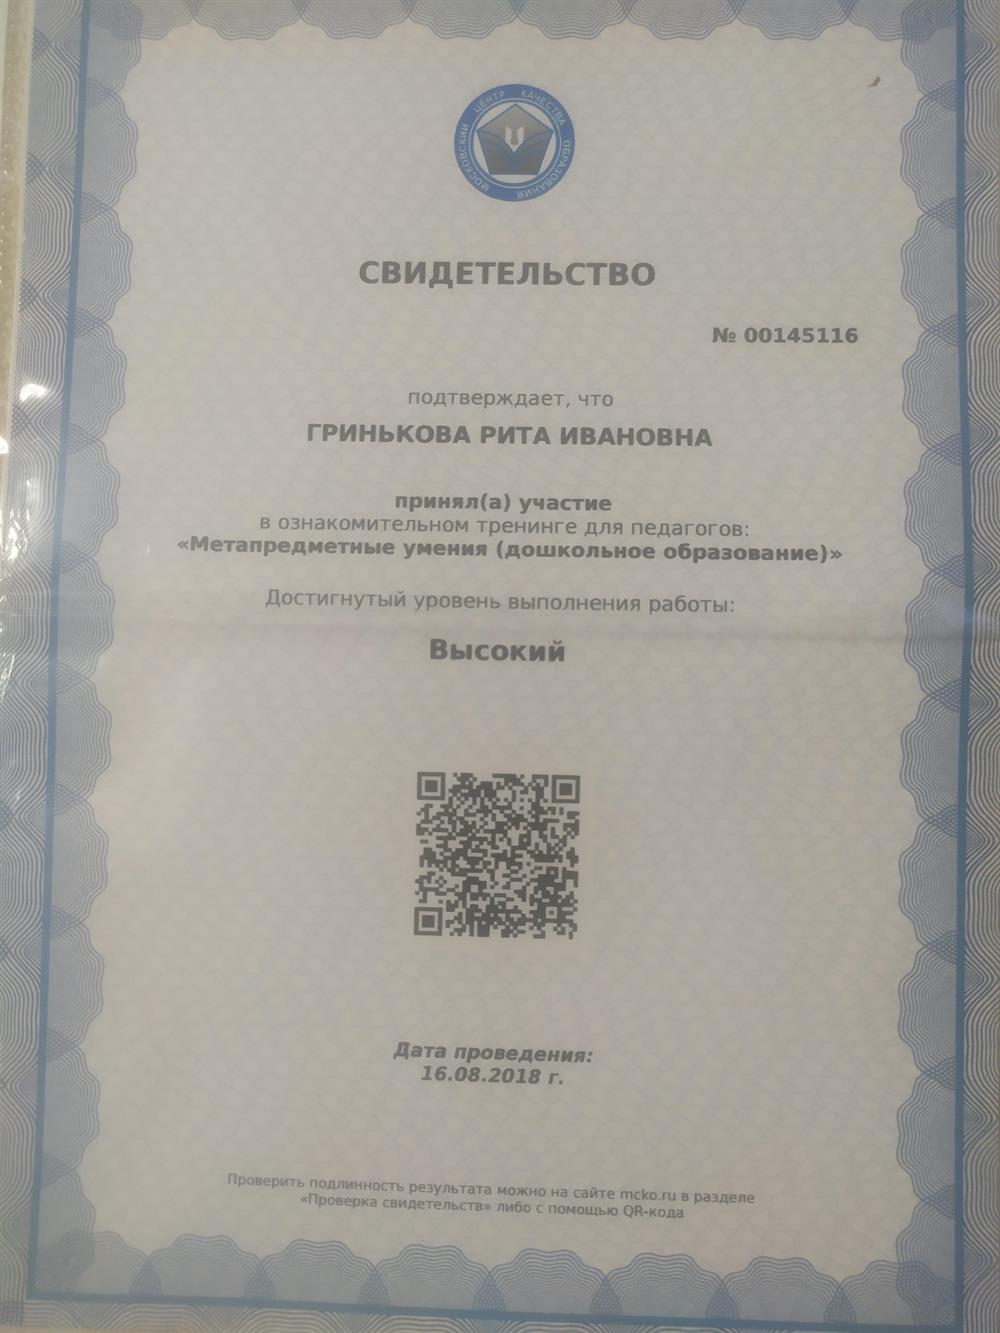 МОСКОВСКИЙ ЦЕНТР КАЧЕСТВА ОБРАЗОВАНИЯ
СВИДЕТЕЛЬСТВО
№ 00145116
подтверждает, что
ГРИНЬКОВА РИТА ИВАНОВНА
принял(а) участие
в ознакомительном тренинге для педагогов:
«Метапредметные умения (дошкольное образование)»
Достигнутый уровень выполнения работы:
Высокий
Дата проведения:
16.08.2018 г.
Проверить подлинность результата можно на сайте mcko.ru в разделе
«Проверка свидетельств» либо с помощью QR-кода